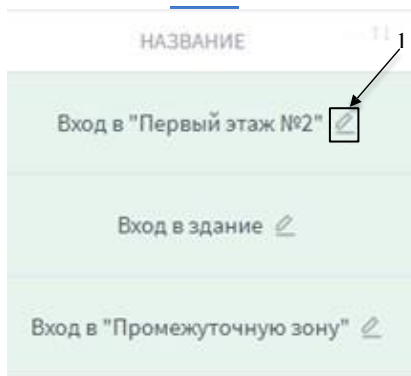 НАЗВАНИЕ
1
Вход в "Первый этаж №2"
Вход в здание
Вход в "Промежуточную зону"